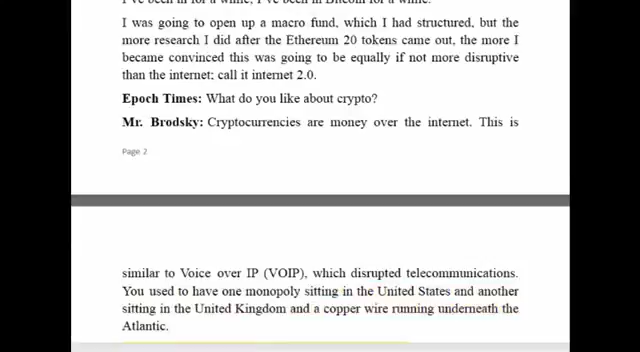 I was going to open up a macro fund, which I had structured, but the
more research I did after the Ethereum 20 tokens came out, the more I
became convinced this was going to be equally if not more disruptive
than the internet; call it internet 2.0.
Epoch Times: What do you like about crypto?
Mr. Brodsky: Cryptocurrencies are money over the internet. This is
Page 2
similar to Voice over IP (VOIP), which disrupted telecommunications.
You used to have one monopoly sitting in the United States and another
sitting in the United Kingdom and a copper wire running underneath the
Atlantic.